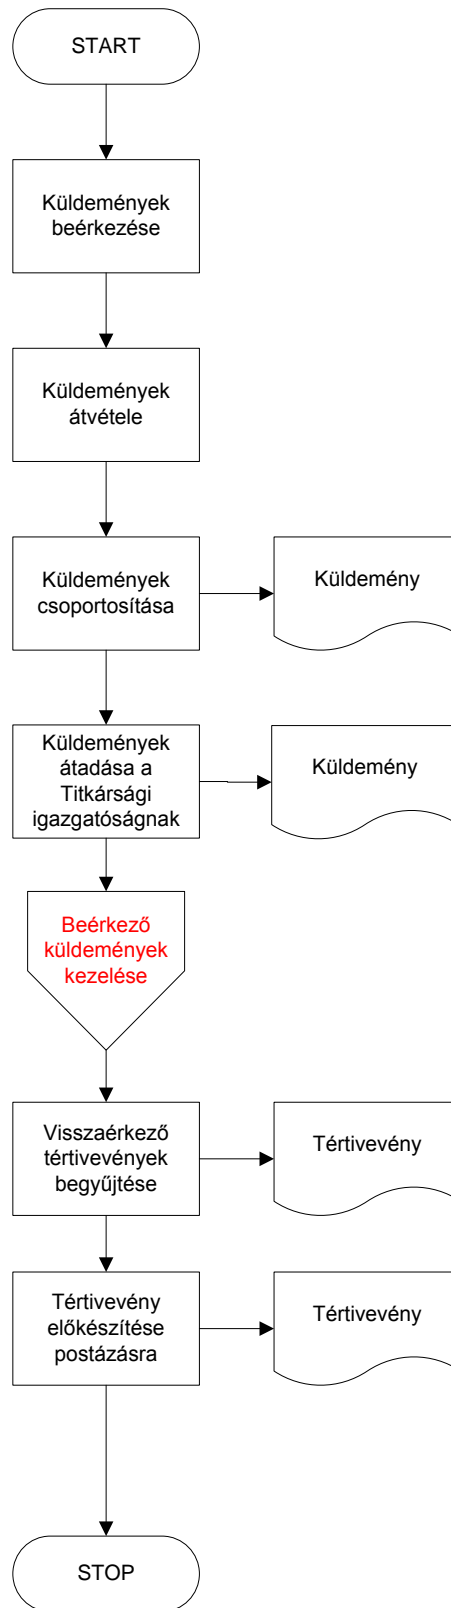 START
Küldemények
beérkezése
Küldemények
átvétele
Küldemények
csoportosítása
Küldemény
Küldemények
átadása a
Titkársági
igazgatóságnak
Küldemény
Beérkező
küldemények
kezelése
Visszaérkező
tértivevények
begyűjtése
Tértivevény
Tértivevény
előkészítése
postázásra
Tértivevény
STOP